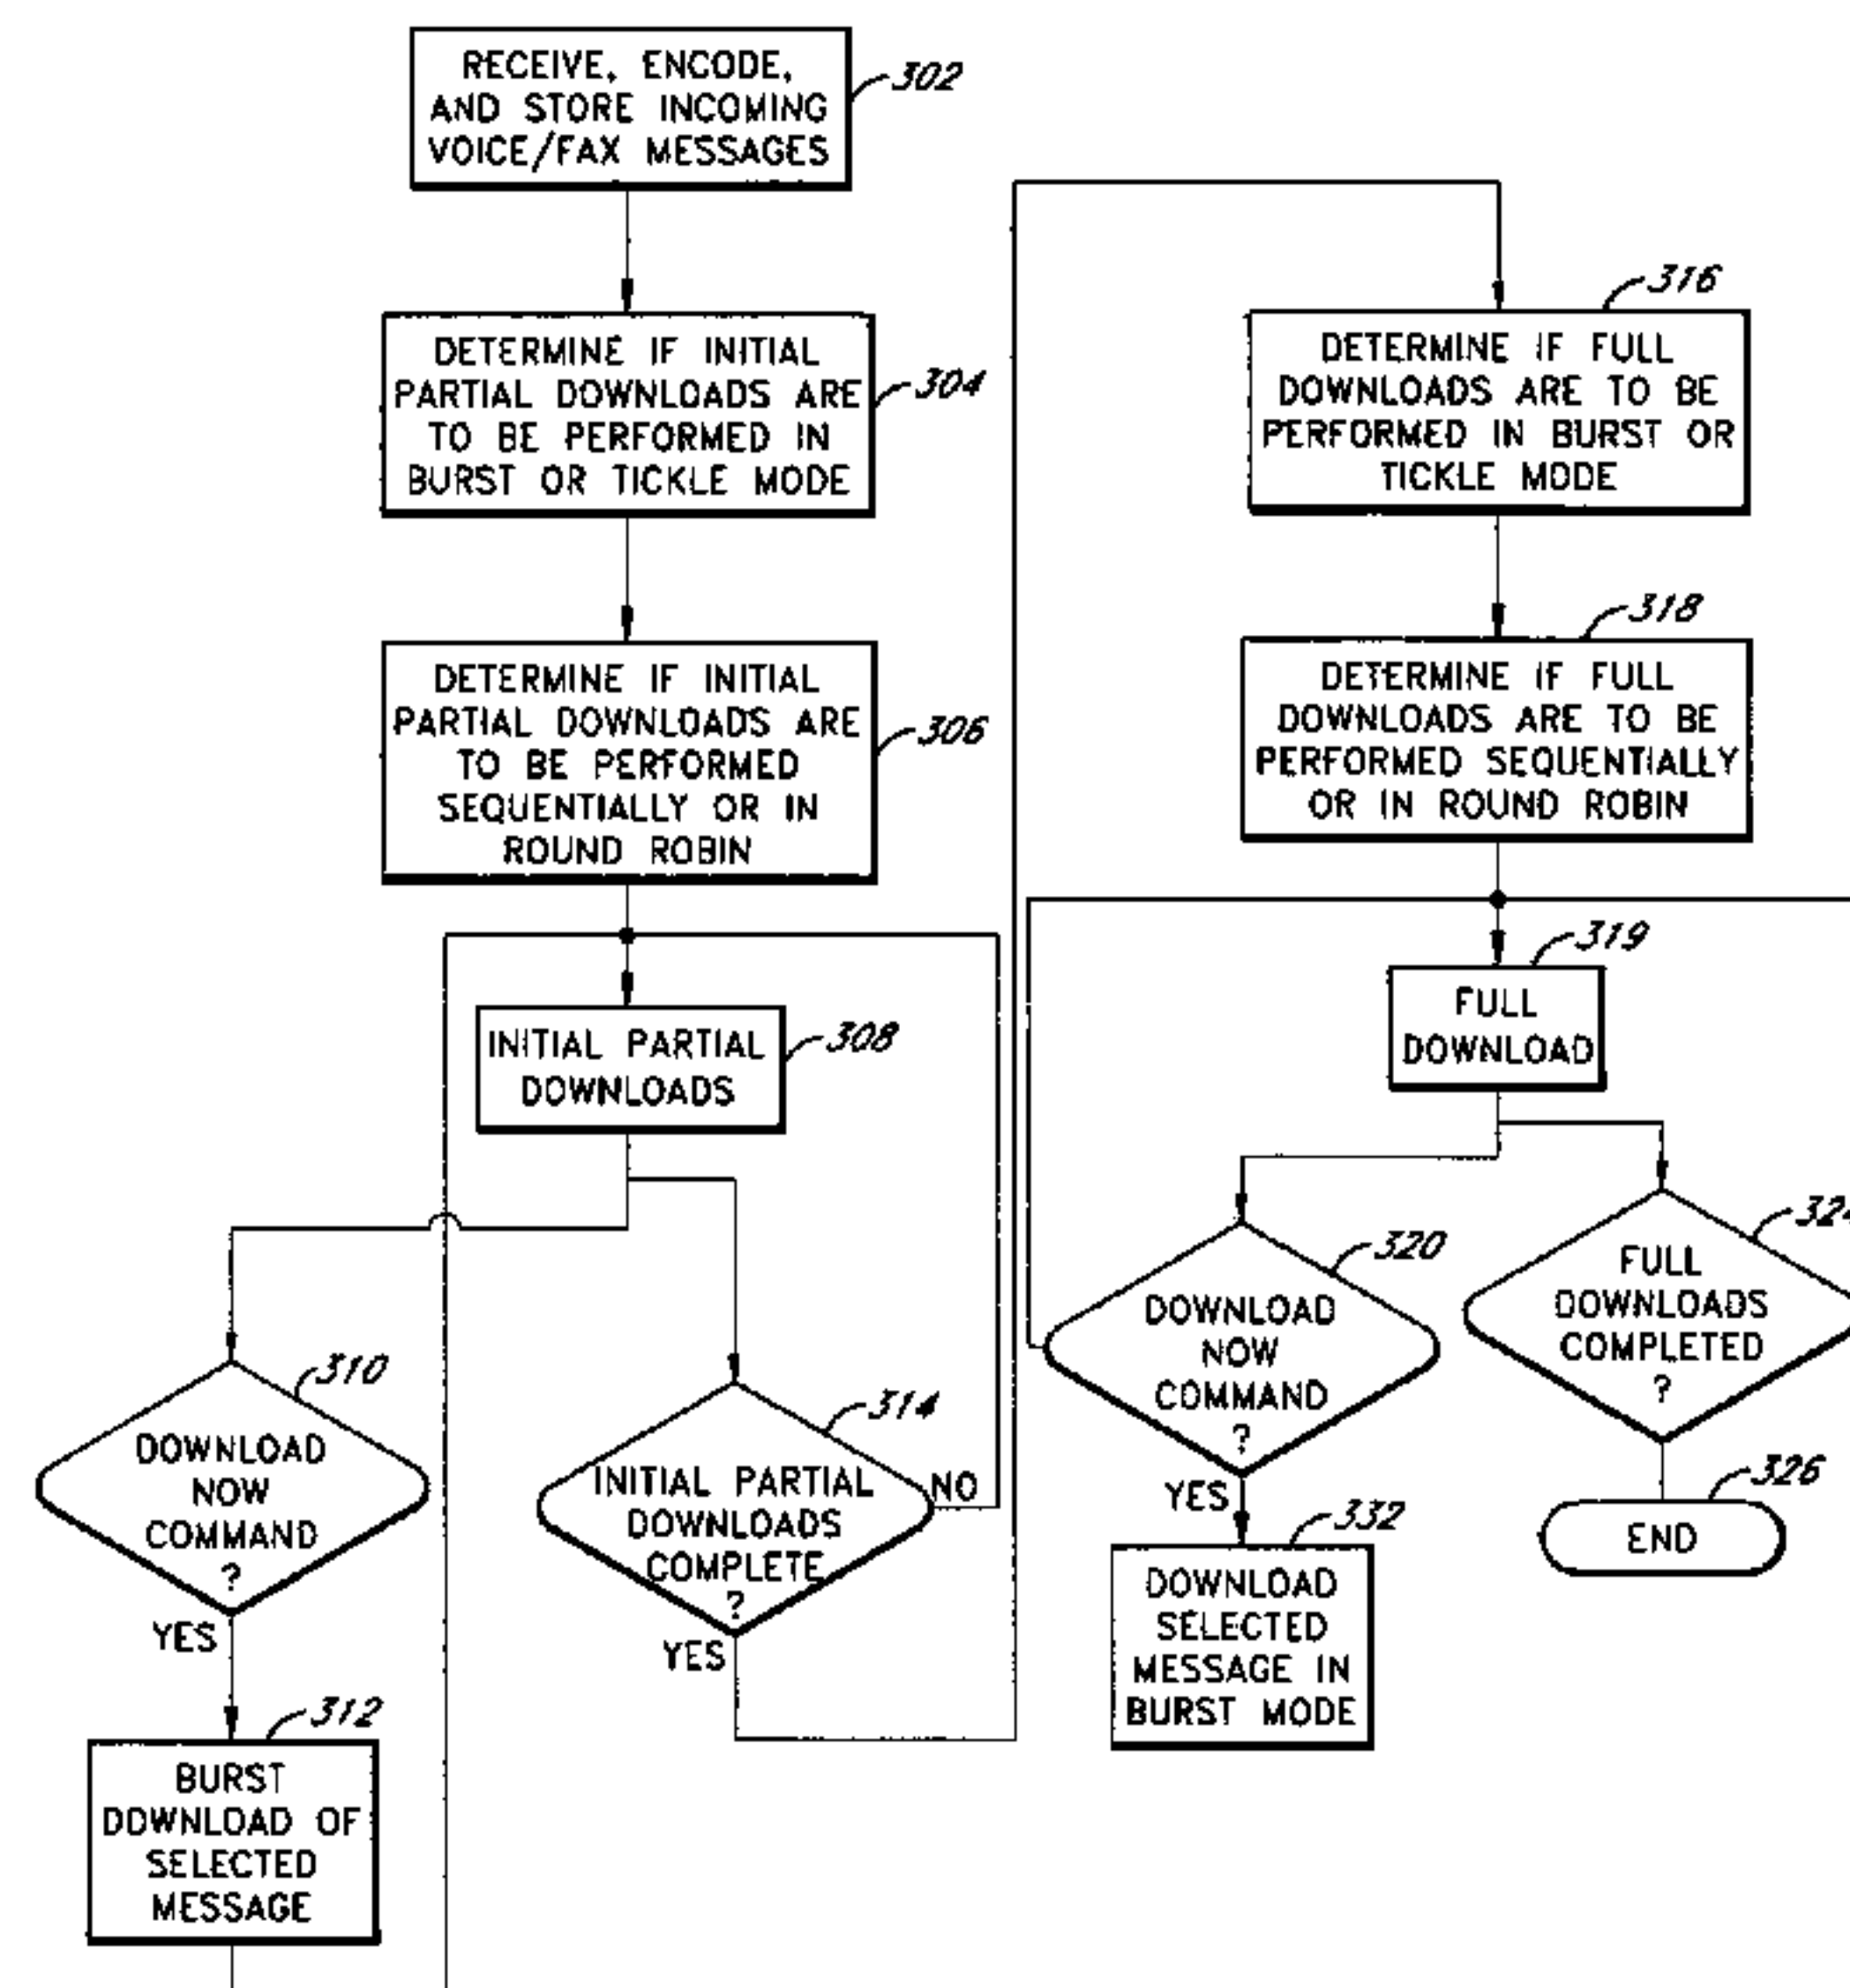 RECEIVE, ENCODE,
AND STORE INCOMING
VOICE/FAX MESSAGES
302
DETERMINE IF INITIAL
PARTIAL DOWNLOADS ARE
TO BE PERFORMED IN
BURST OR TICKLE MODE
304
DETERMINE IF INITIAL
PARTIAL DOWNLOADS ARE
TO BE PERFORMED
SEQUENTIALLY OR IN
ROUND ROBIN
306
INITIAL PARTIAL
DOWNLOADS
308
310
DOWNLOAD
NOW
COMMAND
?
YES
312
BURST
DOWNLOAD OF
SELECTED
MESSAGE
314
INITIAL PARTIAL
DOWNLOADS
COMPLETE
?
NO
YES
316
DETERMINE IF FULL
DOWNLOADS ARE TO BE
PERFORMED IN BURST OR
TICKLE MODE
318
DETERMINE IF FULL
DOWNLOADS ARE TO BE
PERFORMED SEQUENTIALLY
OR IN ROUND ROBIN
319
FULL
DOWNLOAD
320
DOWNLOAD
NOW
COMMAND
?
YES
332
DOWNLOAD
SELECTED
MESSAGE IN
BURST MODE
FULL
DOWNLOADS
COMPLETED
?
326
END